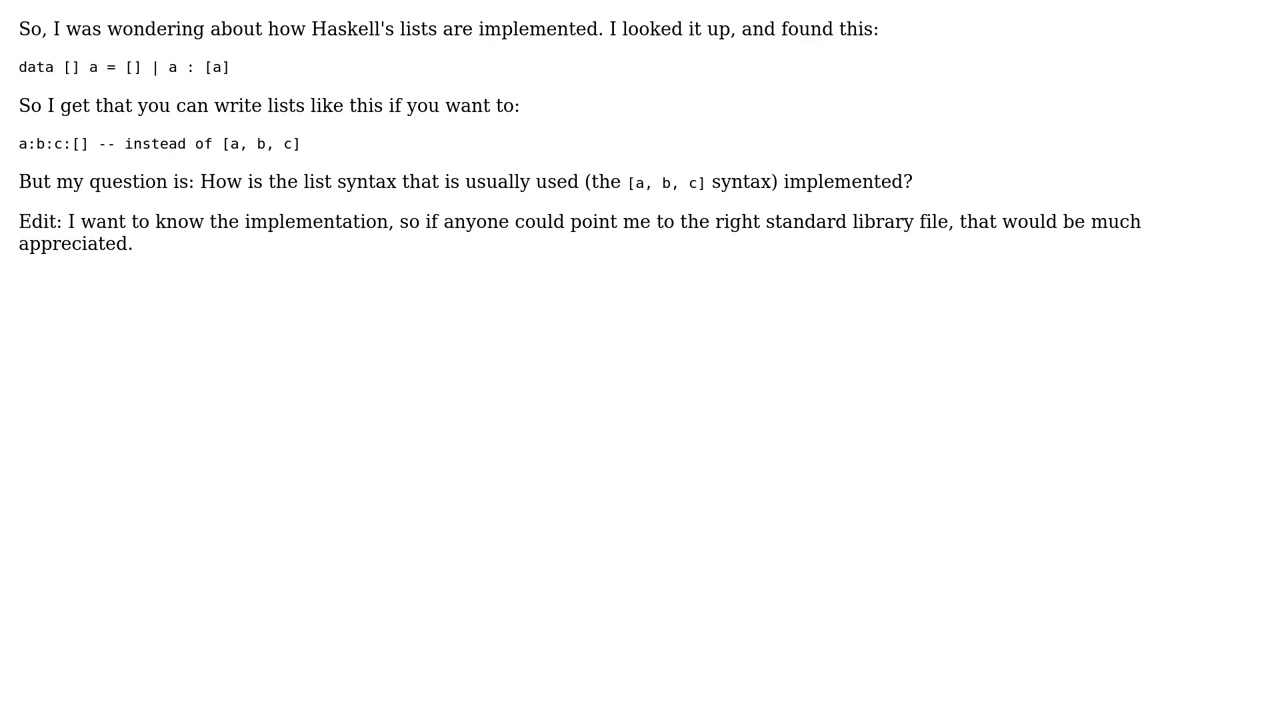 So, I was wondering about how Haskell's lists are implemented. I looked it up, and found this:
data [] a = [] | a : [a]
So I get that you can write lists like this if you want to:
a:b:c:[] -- instead of [a, b, c]
But my question is: How is the list syntax that is usually used (the [a, b, c] syntax) implemented?
Edit: I want to know the implementation, so if anyone could point me to the right standard library file, that would be much
appreciated.